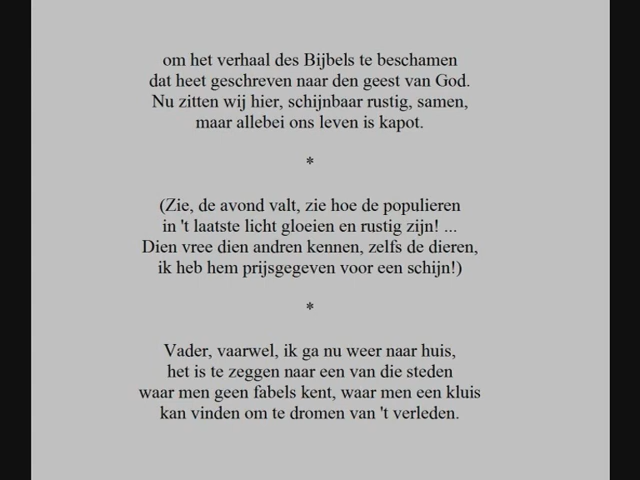 om het verhaal des Bijbels te beschamen
dat heet geschreven naar den geest van God.
Nu zitten wij hier, schijnbaar rustig, samen,
maar allebei ons leven is kapot.
*
(Zie, de avond valt, zie hoe de populieren
in 't laatste licht gloeien en rustig zijn! ...
Dien vree dien andren kennen, zelfs de dieren,
ik heb hem prijsgegeven voor een schijn!)
*
Vader, vaarwel, ik ga nu weer naar huis,
het is te zeggen naar een van die steden
waar men geen fabels kent, waar men een kluis
kan vinden om te dromen van 't verleden.